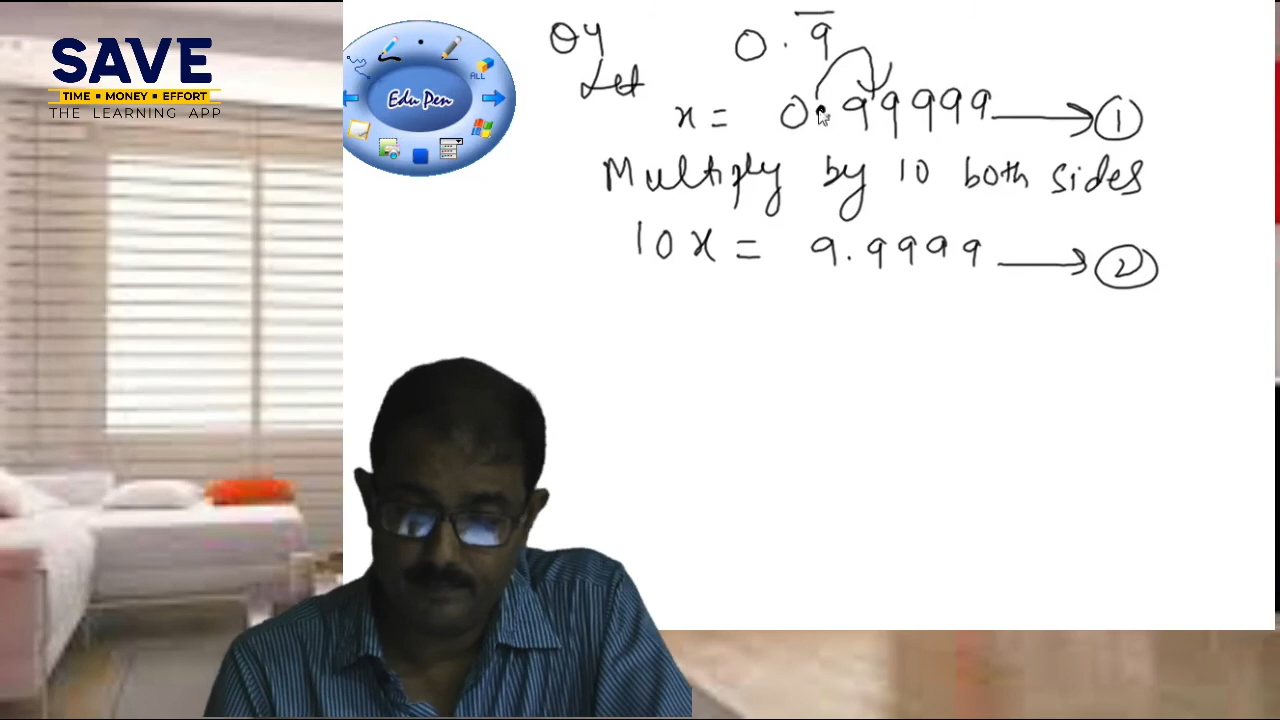 SAVE
TIME ▪ MONEY ▪ EFFORT
THE LEARNING APP
ALL
Edu Pen
Q4 0.9̅
Let
x = 0.99999 → ①
Multiply by 10 both sides
10x = 9.9999 → ②